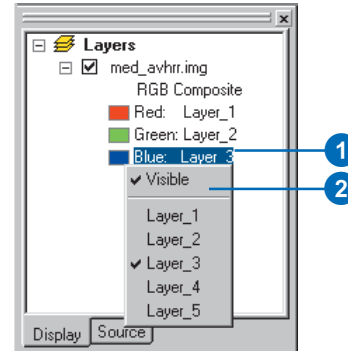 Layers
med_avhrr.img
RGB Composite
Red: Layer_1
Green: Layer_2
Blue: Layer_3
1
Visible
2
Layer_1
Layer_2
Layer_3
Layer_4
Layer_5
Display Source